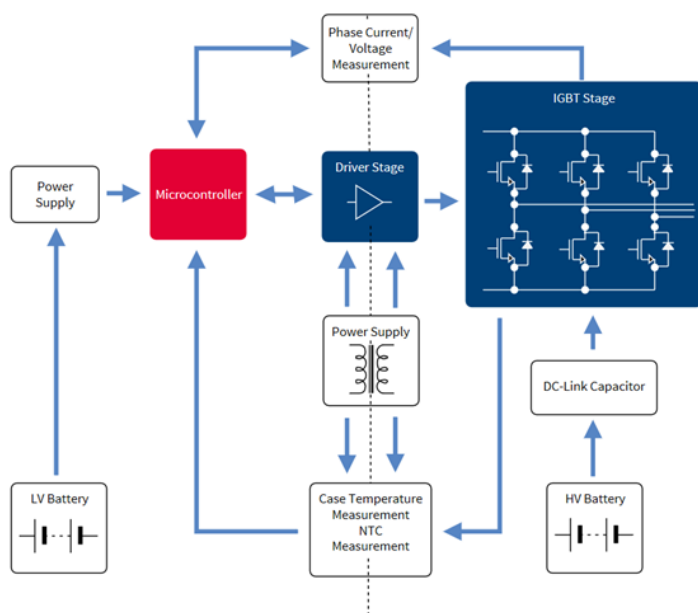 Phase Current/
Voltage
Measurement
IGBT Stage
Power
Supply
Microcontroller
Driver Stage
Power Supply
DC-Link Capacitor
LV Battery
Case Temperature
Measurement
NTC
Measurement
HV Battery